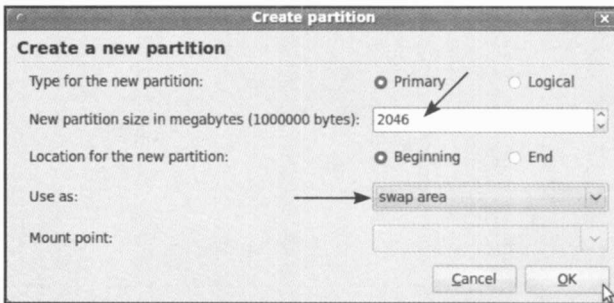 Create partition
Create a new partition
Type for the new partition: Primary Logical
New partition size in megabytes (1000000 bytes): 2046
Location for the new partition: Beginning End
Use as: swap area
Mount point:
Cancel OK